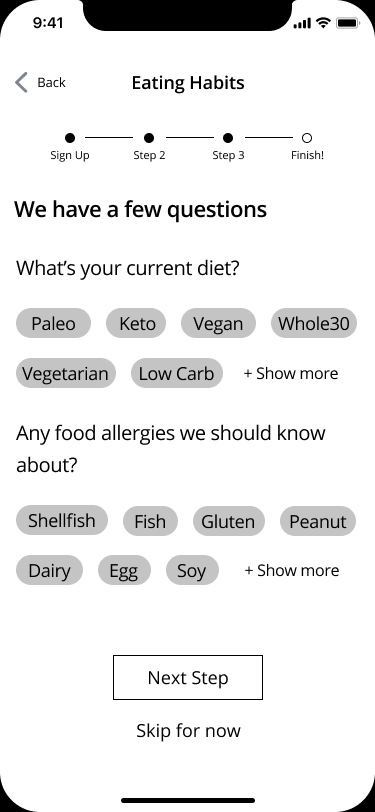 9:41
Back Eating Habits
Sign Up Step 2 Step 3 Finish!
We have a few questions
What's your current diet?
Paleo Keto Vegan Whole30
Vegetarian Low Carb + Show more
Any food allergies we should know
about?
Shellfish Fish Gluten Peanut
Dairy Egg Soy + Show more
Next Step
Skip for now